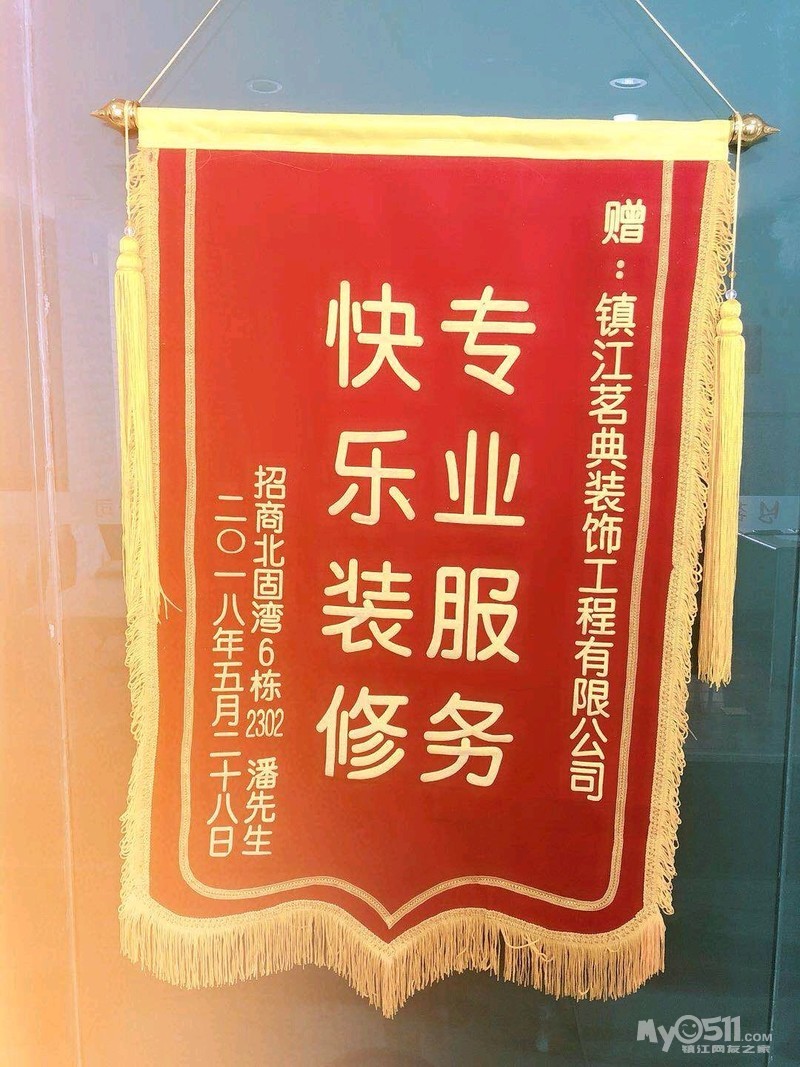 赠：镇江茗典装饰工程有限公司
专业服务
快乐装修
招商北固湾6栋2302 潘先生
二〇一八年五月二十八日
MyO511.COM
镇江网友之家